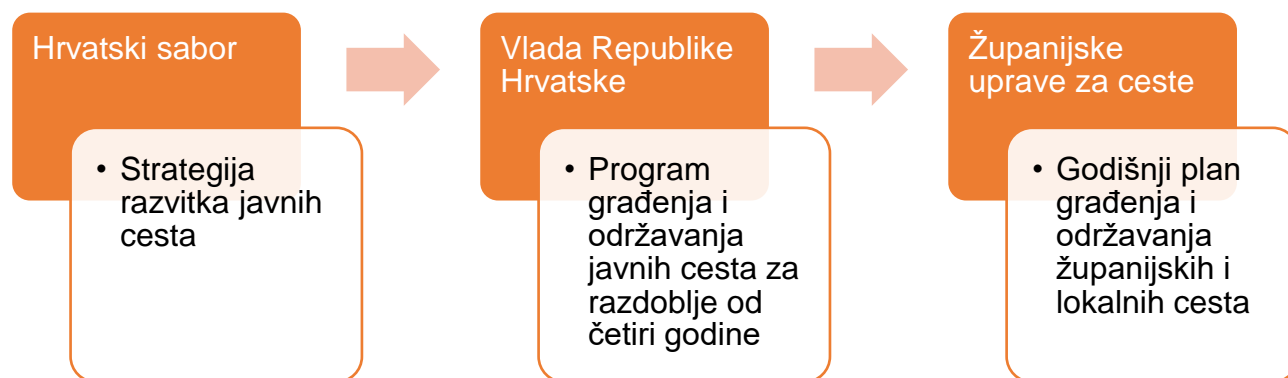 Hrvatski sabor
• Strategija
razvitka javnih
cesta
Vlada Republike
Hrvatske
• Program
građenja i
održavanja
javnih cesta za
razdoblje od
četiri godine
Županijske
uprave za ceste
• Godišnji plan
građenja i
održavanja
županijskih i
lokalnih cesta